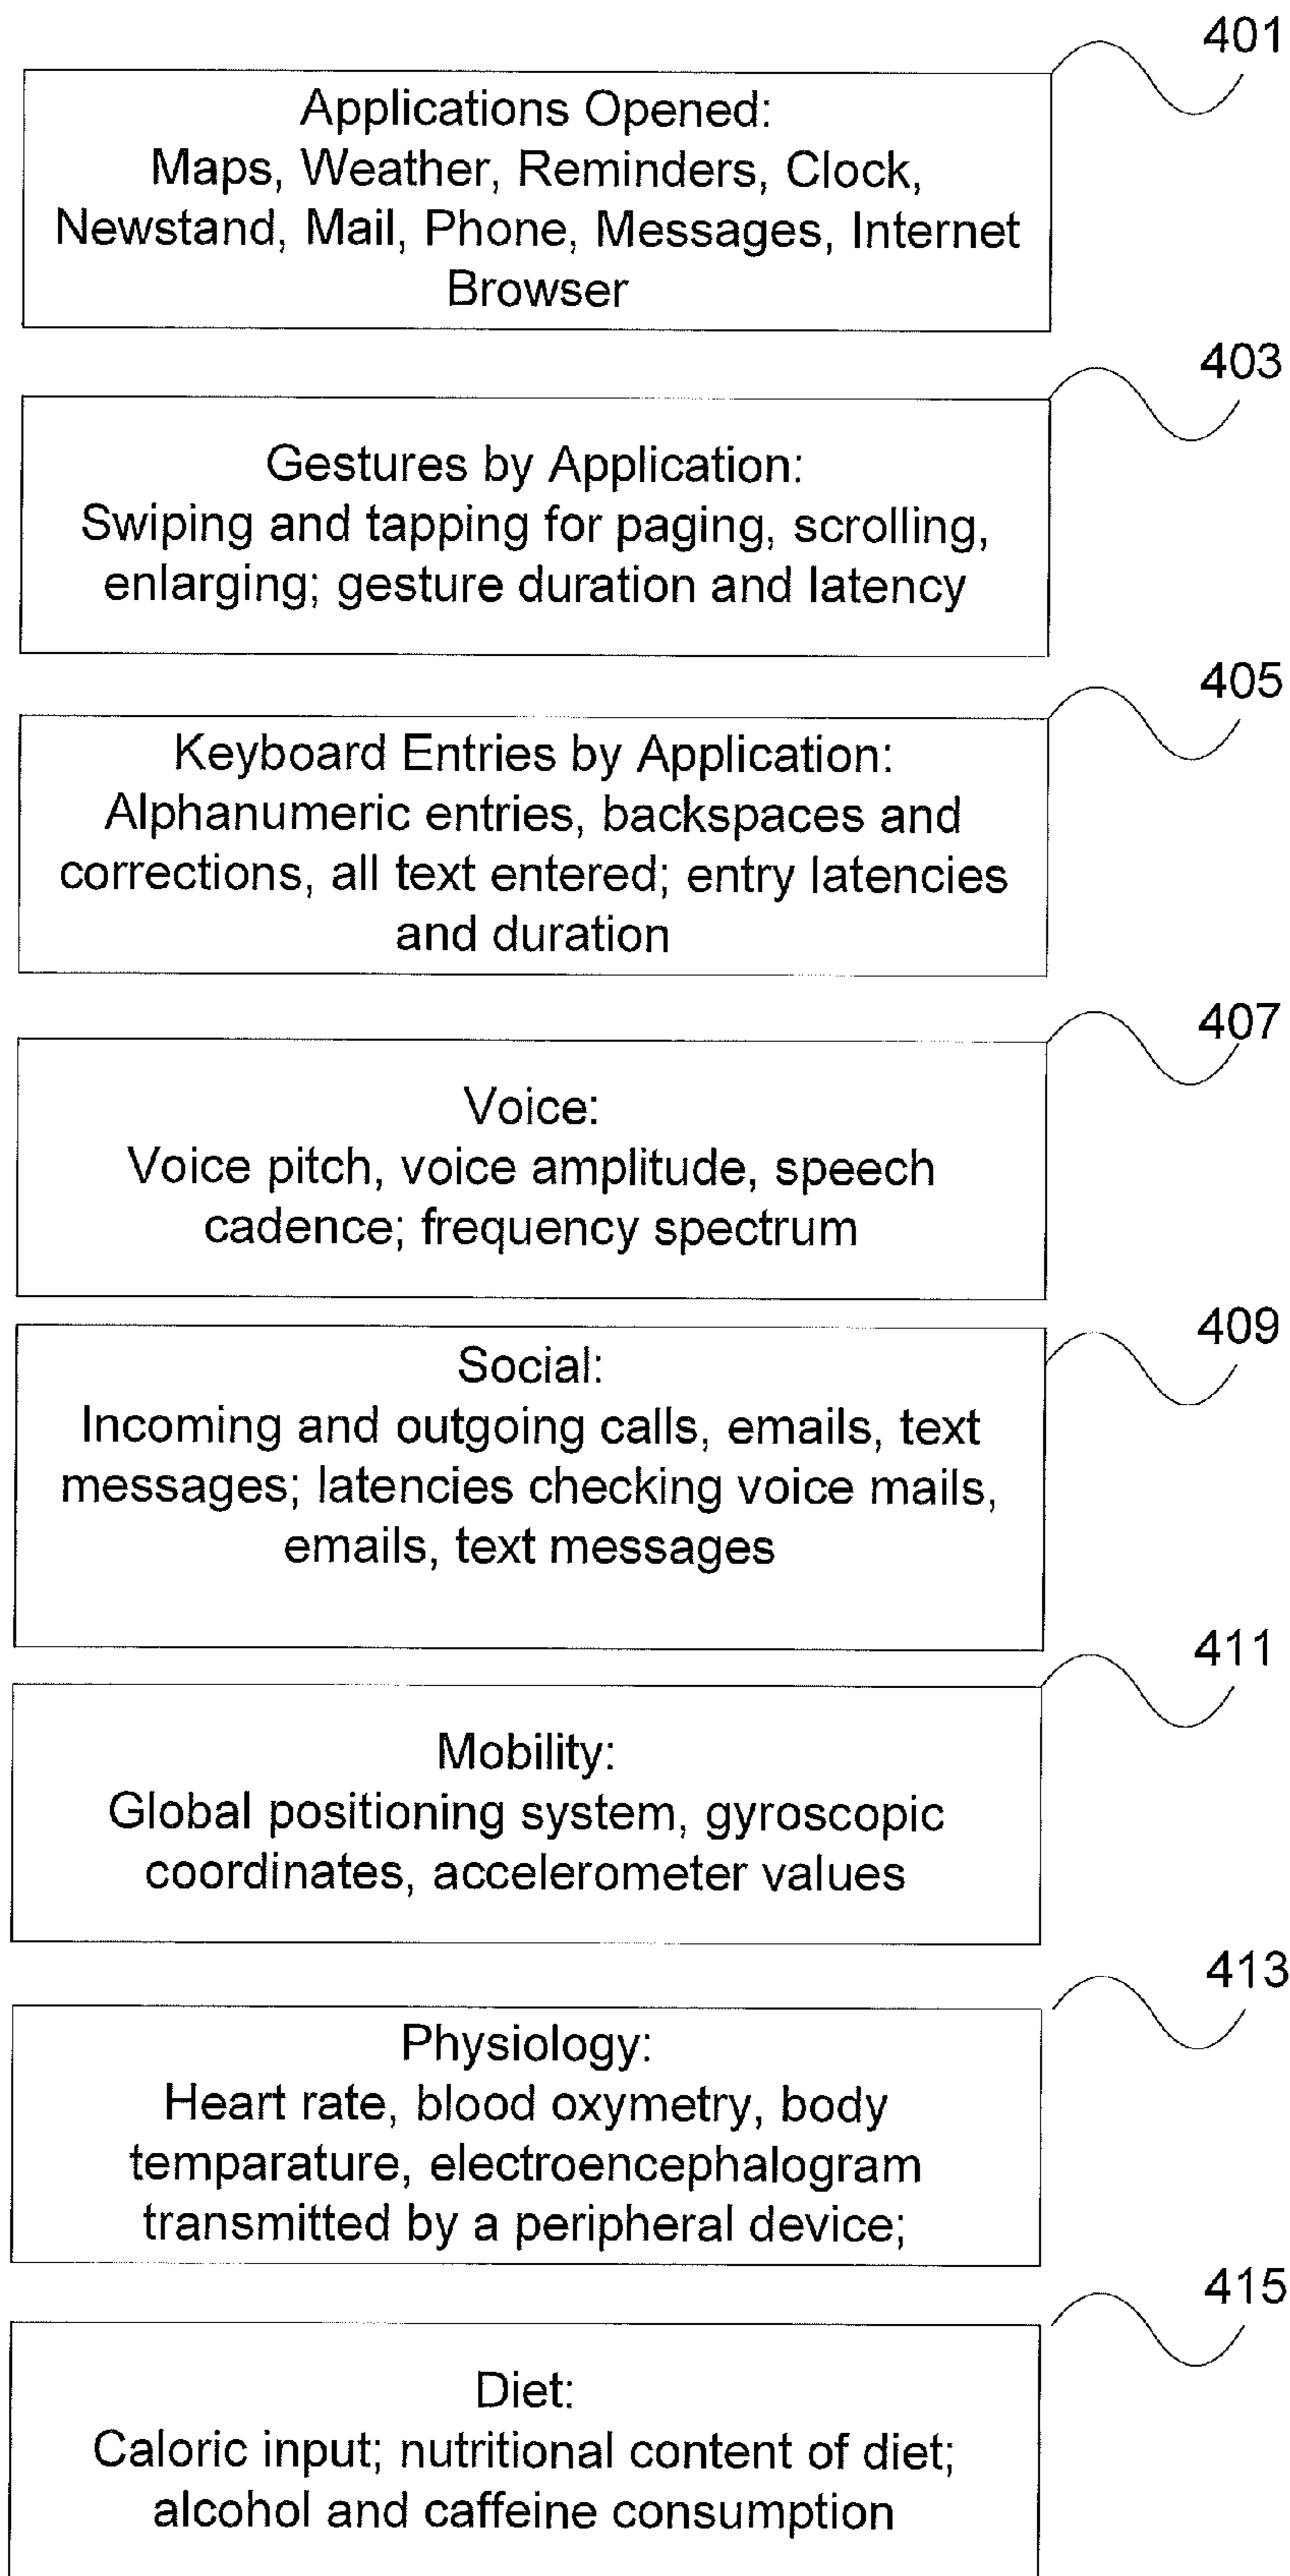 401
Applications Opened:
Maps, Weather, Reminders, Clock,
Newstand, Mail, Phone, Messages, Internet
Browser
403
Gestures by Application:
Swiping and tapping for paging, scrolling,
enlarging; gesture duration and latency
405
Keyboard Entries by Application:
Alphanumeric entries, backspaces and
corrections, all text entered; entry latencies
and duration
407
Voice:
Voice pitch, voice amplitude, speech
cadence; frequency spectrum
409
Social:
Incoming and outgoing calls, emails, text
messages; latencies checking voice mails,
emails, text messages
411
Mobility:
Global positioning system, gyroscopic
coordinates, accelerometer values
413
Physiology:
Heart rate, blood oxymetry, body
temparature, electroencephalogram
transmitted by a peripheral device;
415
Diet:
Caloric input; nutritional content of diet;
alcohol and caffeine consumption